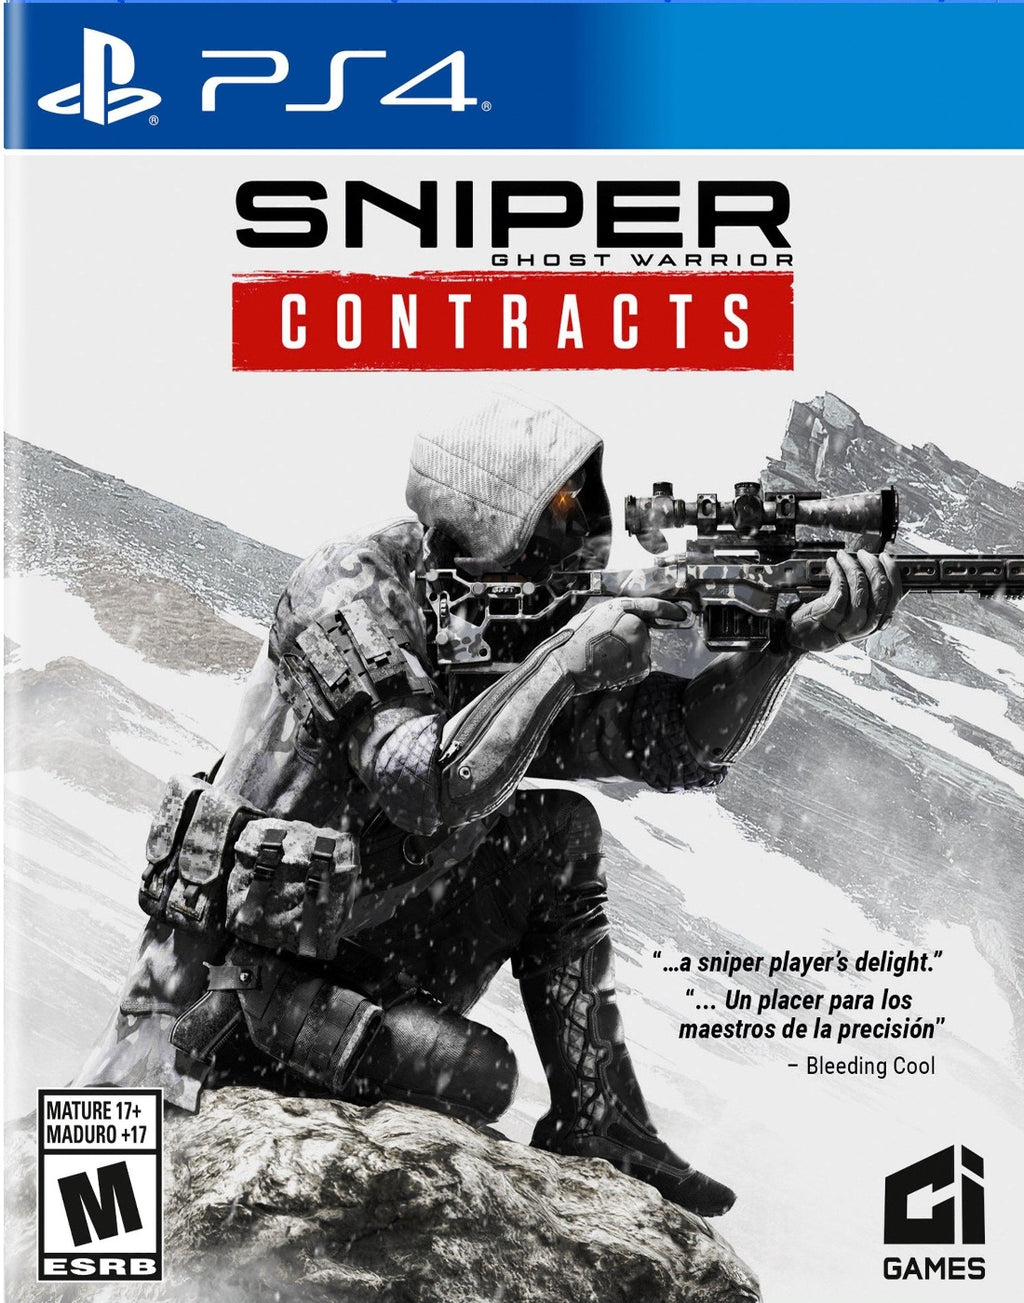 PS4®
SNIPER
GHOST WARRIOR
CONTRACTS
“...a sniper player’s delight.”
“... Un placer para los
maestros de la precisión”
– Bleeding Cool
MATURE 17+
MADURO +17
M
ESRB
CI
GAMES